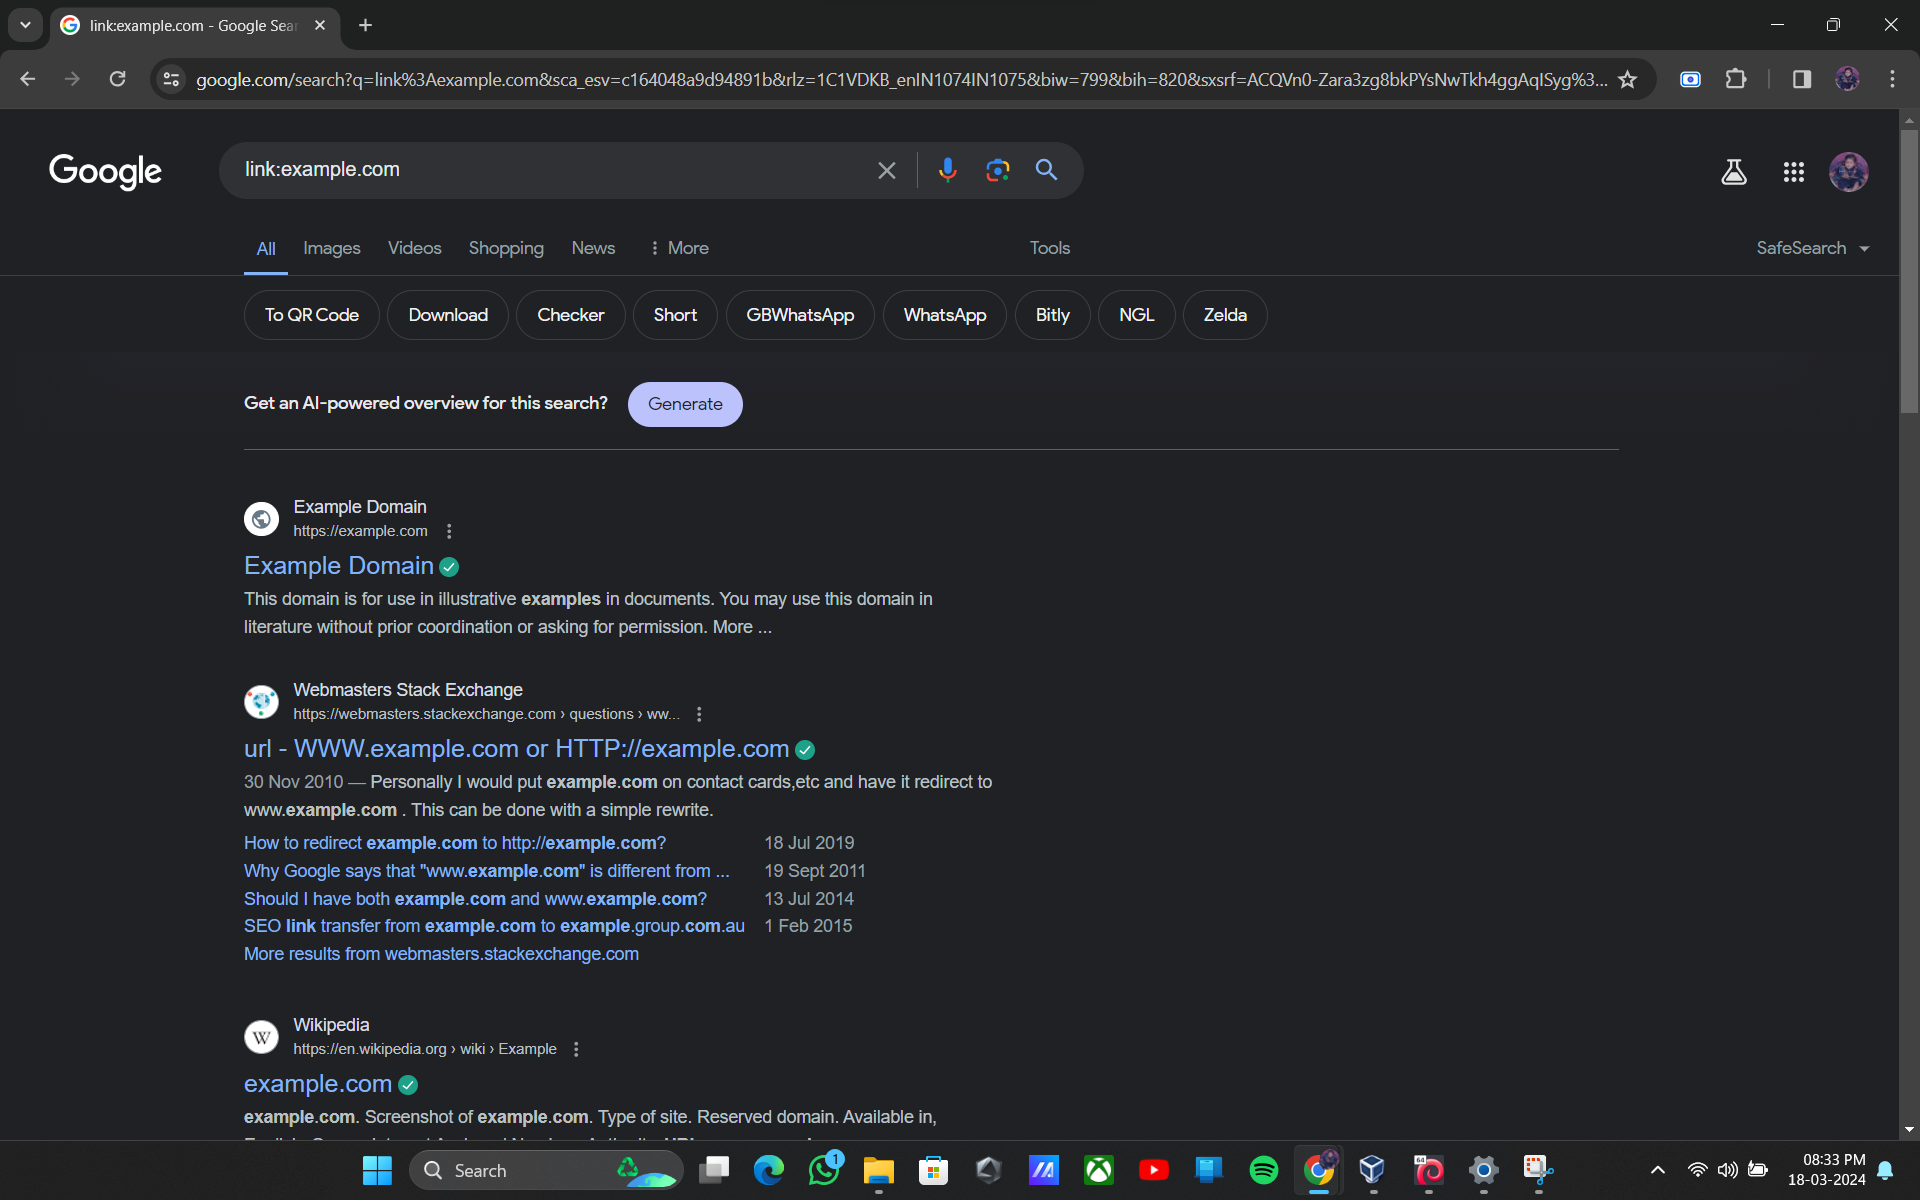 link:example.com - Google Sear
google.com/search?q=link%3Aexample.com&sca_esv=c164048a9d94891b&rlz=1C1VDKB_enIN1074IN1075&biw=799&bih=820&sxsrf=ACQVn0-Zara3zg8bkPYsNwTkh4ggAqISyg%3...
Google
link:example.com
All Images Videos Shopping News More Tools SafeSearch
To QR Code Download Checker Short GBWhatsApp WhatsApp Bitly NGL Zelda
Get an AI-powered overview for this search? Generate
Example Domain
https://example.com
Example Domain
This domain is for use in illustrative examples in documents. You may use this domain in
literature without prior coordination or asking for permission. More ...
Webmasters Stack Exchange
https://webmasters.stackexchange.com › questions › ww...
url - WWW.example.com or HTTP://example.com
30 Nov 2010 — Personally I would put example.com on contact cards,etc and have it redirect to
www.example.com . This can be done with a simple rewrite.
How to redirect example.com to http://example.com? 18 Jul 2019
Why Google says that "www.example.com" is different from ... 19 Sept 2011
Should I have both example.com and www.example.com? 13 Jul 2014
SEO link transfer from example.com to example.group.com.au 1 Feb 2015
More results from webmasters.stackexchange.com
W
Wikipedia
https://en.wikipedia.org › wiki › Example
example.com
example.com. Screenshot of example.com. Type of site. Reserved domain. Available in,
Search
1
64
08:33 PM
18-03-2024